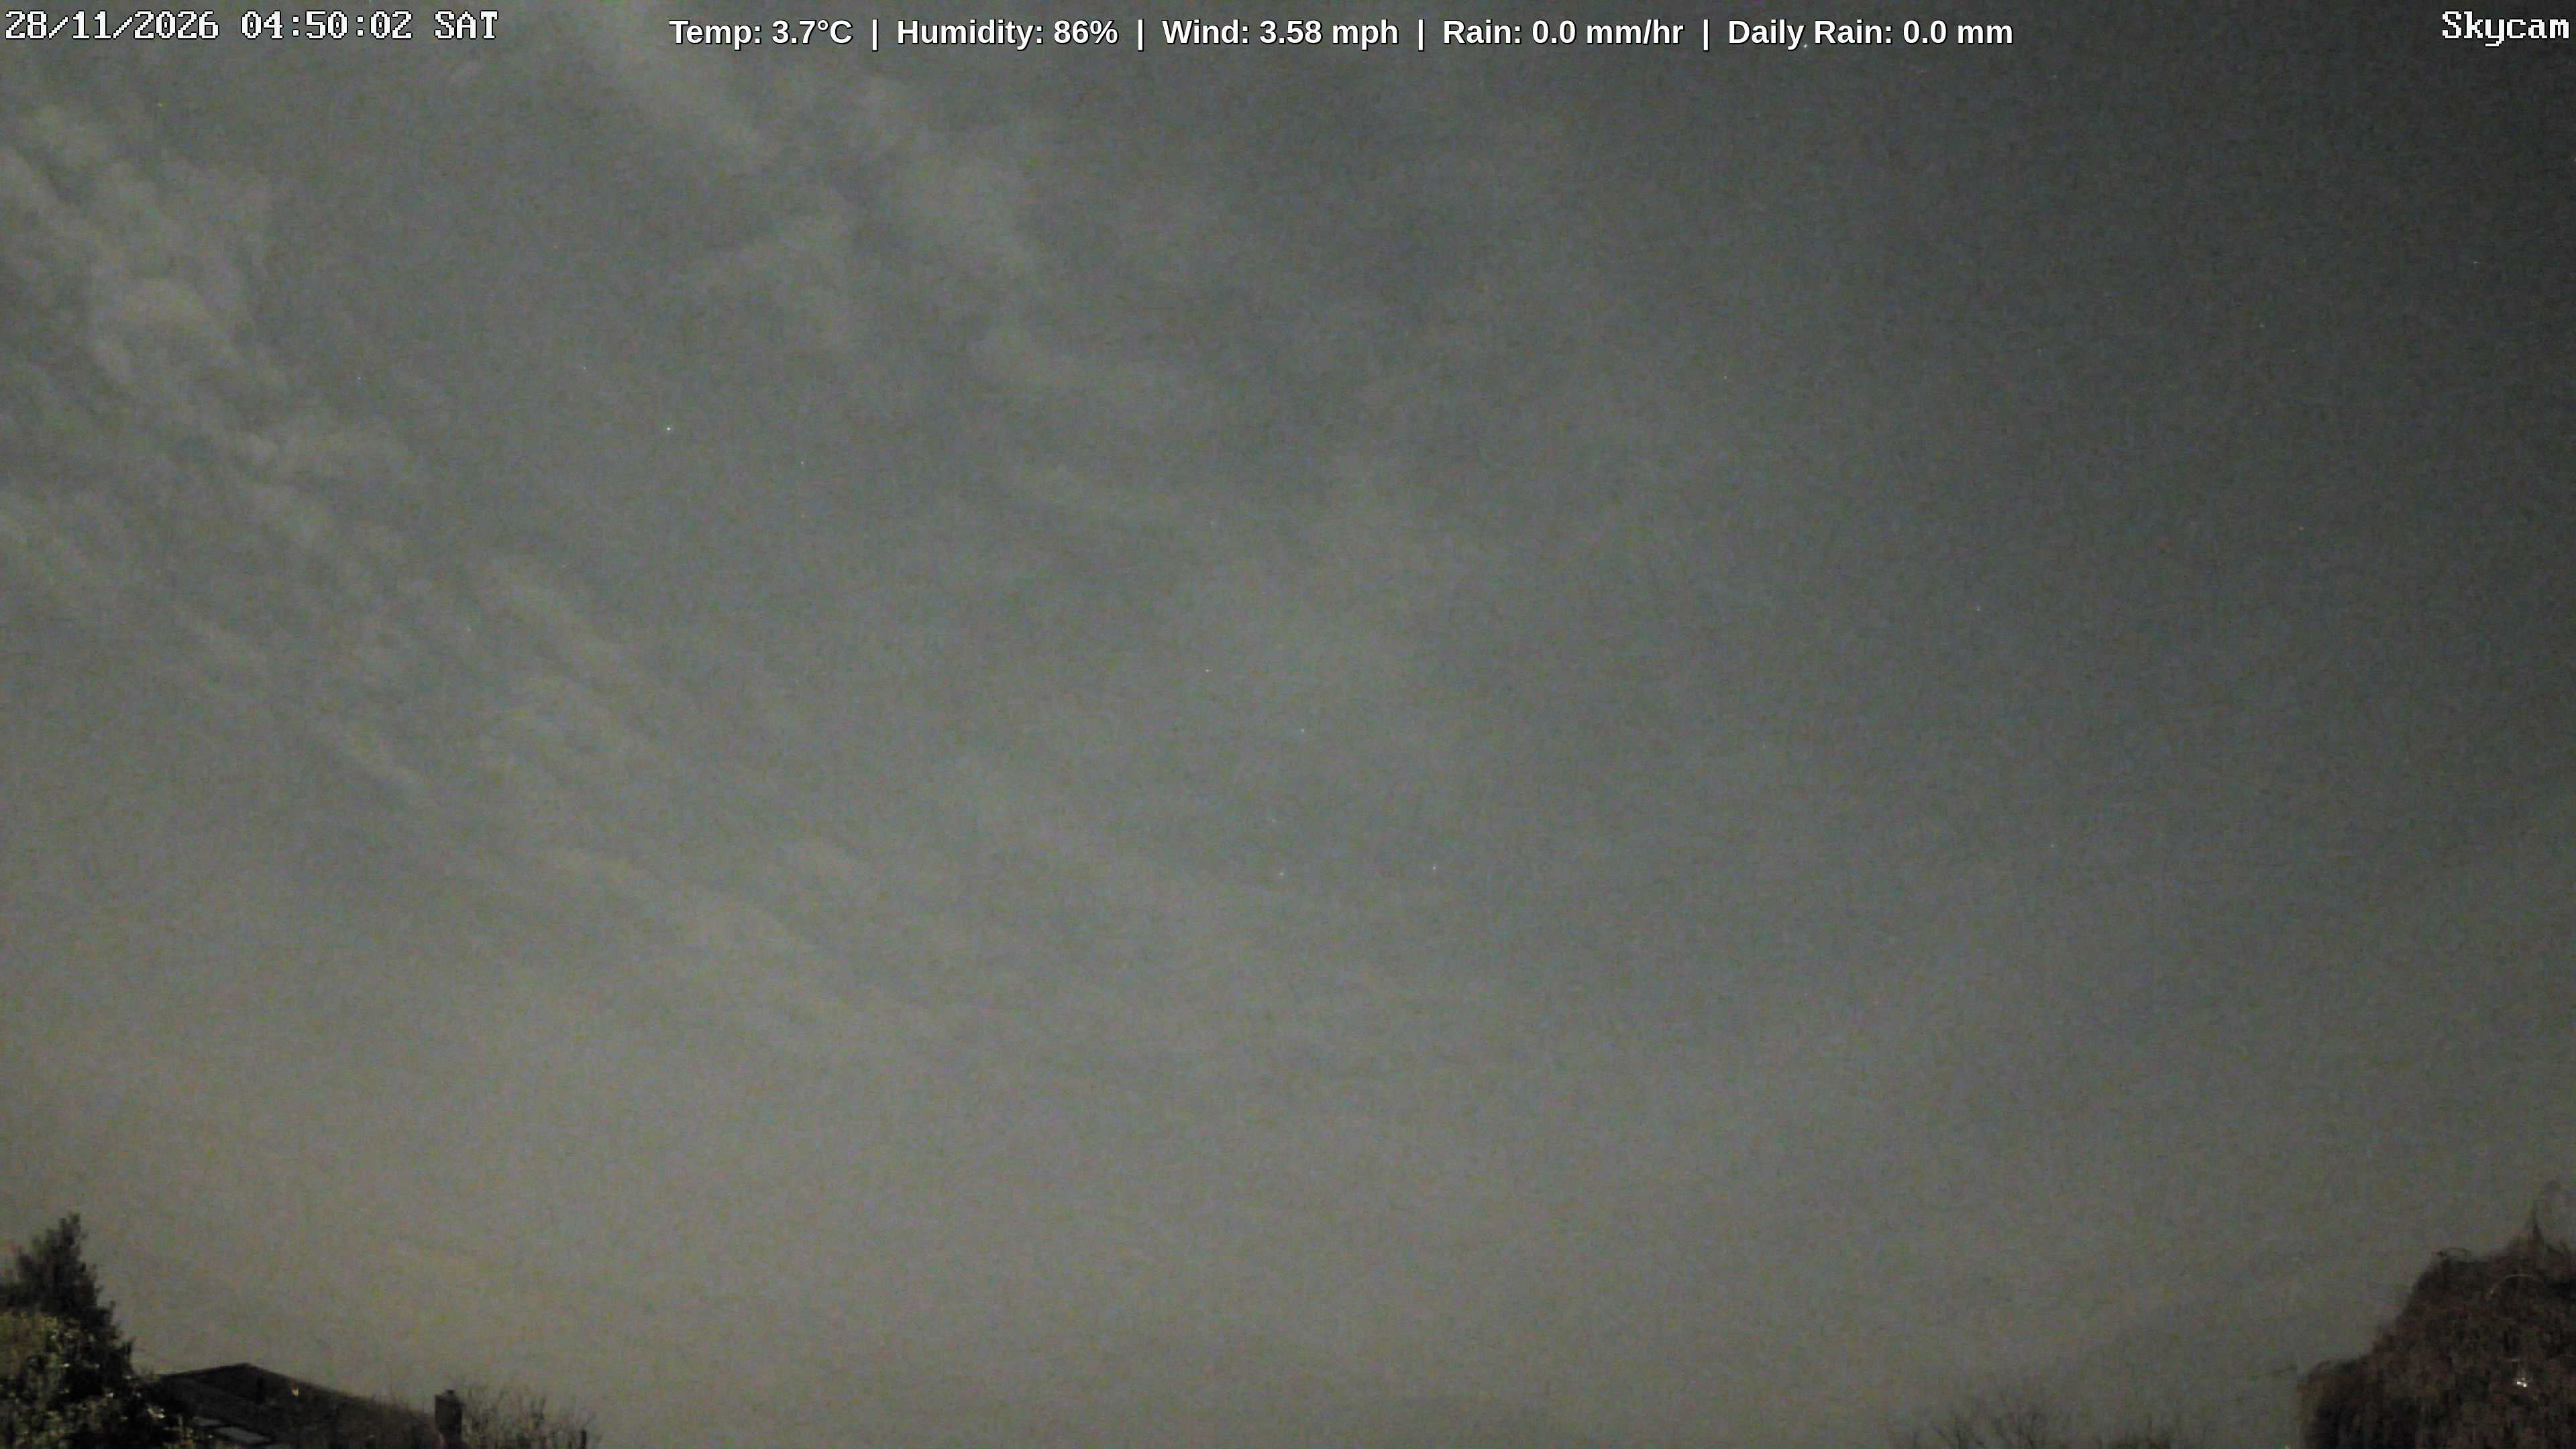 28/11/2026 04:50:02 SAT
Temp: 3.7°C | Humidity: 86% | Wind: 3.58 mph | Rain: 0.0 mm/hr | Daily Rain: 0.0 mm
Skycam